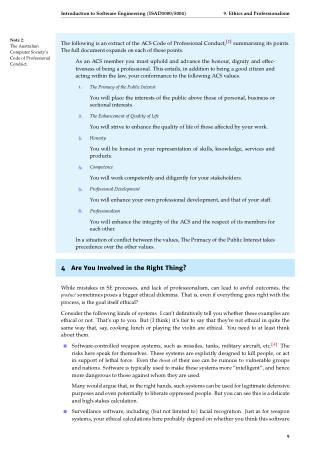 Introduction to Software Engineering (ISAD1000/5004)
9. Ethics and Professionalism
Note 2:
The Australian
Computer Society's
Code of Professional
Conduct.
The following is an extract of the ACS Code of Professional Conduct,[2] summarising its points.
The full document expands on each of these points.
As an ACS member you must uphold and advance the honour, dignity and effe-
ctiveness of being a professional. This entails, in addition to being a good citizen and
acting within the law, your conformance to the following ACS values.
1. The Primacy of the Public Interest
You will place the interests of the public above those of personal, business or
sectional interests.
2. The Enhancement of Quality of Life
You will strive to enhance the quality of life of those affected by your work.
3. Honesty
You will be honest in your representation of skills, knowledge, services and
products.
4. Competence
You will work competently and diligently for your stakeholders.
5. Professional Development
You will enhance your own professional development, and that of your staff.
6. Professionalism
You will enhance the integrity of the ACS and the respect of its members for
each other.
In a situation of conflict between the values, The Primacy of the Public Interest takes
precedence over the other values.
4 Are You Involved in the Right Thing?
While mistakes in SE processes, and lack of professionalism, can lead to awful outcomes, the
product sometimes poses a bigger ethical dilemma. That is, even if everything goes right with the
process, is the goal itself ethical?
Consider the following kinds of systems. I can't definitively tell you whether these examples are
ethical or not. That's up to you. But (I think) it's fair to say that they're not ethical in quite the
same way that, say, cooking lunch or playing the violin are ethical. You need to at least think
about them.
■ Software-controlled weapon systems, such as missiles, tanks, military aircraft, etc. The
risks here speak for themselves. These systems are explicitly designed to kill people, or act
in support of lethal force. Even the threat of their use can be ruinous to vulnerable groups
and nations. Software is typically used to make these systems more "intelligent", and hence
more dangerous to those against whom they are used.
Many would argue that, in the right hands, such systems can be used for legitimate defensive
purposes and even potentially to liberate oppressed people. But you can see this is a delicate
and high-stakes calculation.
■ Surveillance software, including (but not limited to) facial recognition. Just as for weapon
systems, your ethical calculations here probably depend on whether you think this software
9